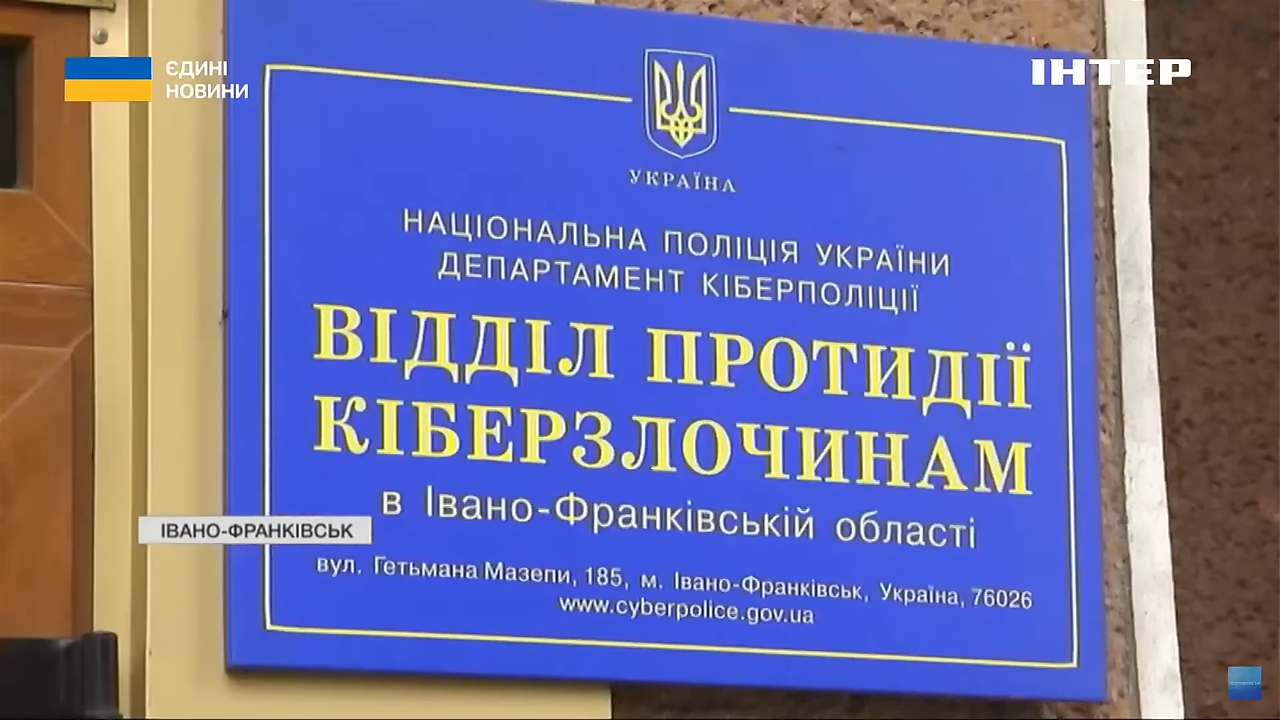 ЄДИНІ
НОВИНИ
ІНТЕР
УКРАЇНА
НАЦІОНАЛЬНА ПОЛІЦІЯ УКРАЇНИ
ДЕПАРТАМЕНТ КІБЕРПОЛІЦІЇ
ВІДДІЛ ПРОТИДІЇ
КІБЕРЗЛОЧИНАМ
в Івано-Франківській області
ІВАНО-ФРАНКІВСЬК
вул. Гетьмана Мазепи, 185, м. Івано-Франківськ, Україна, 76026
www.cyberpolice.gov.ua